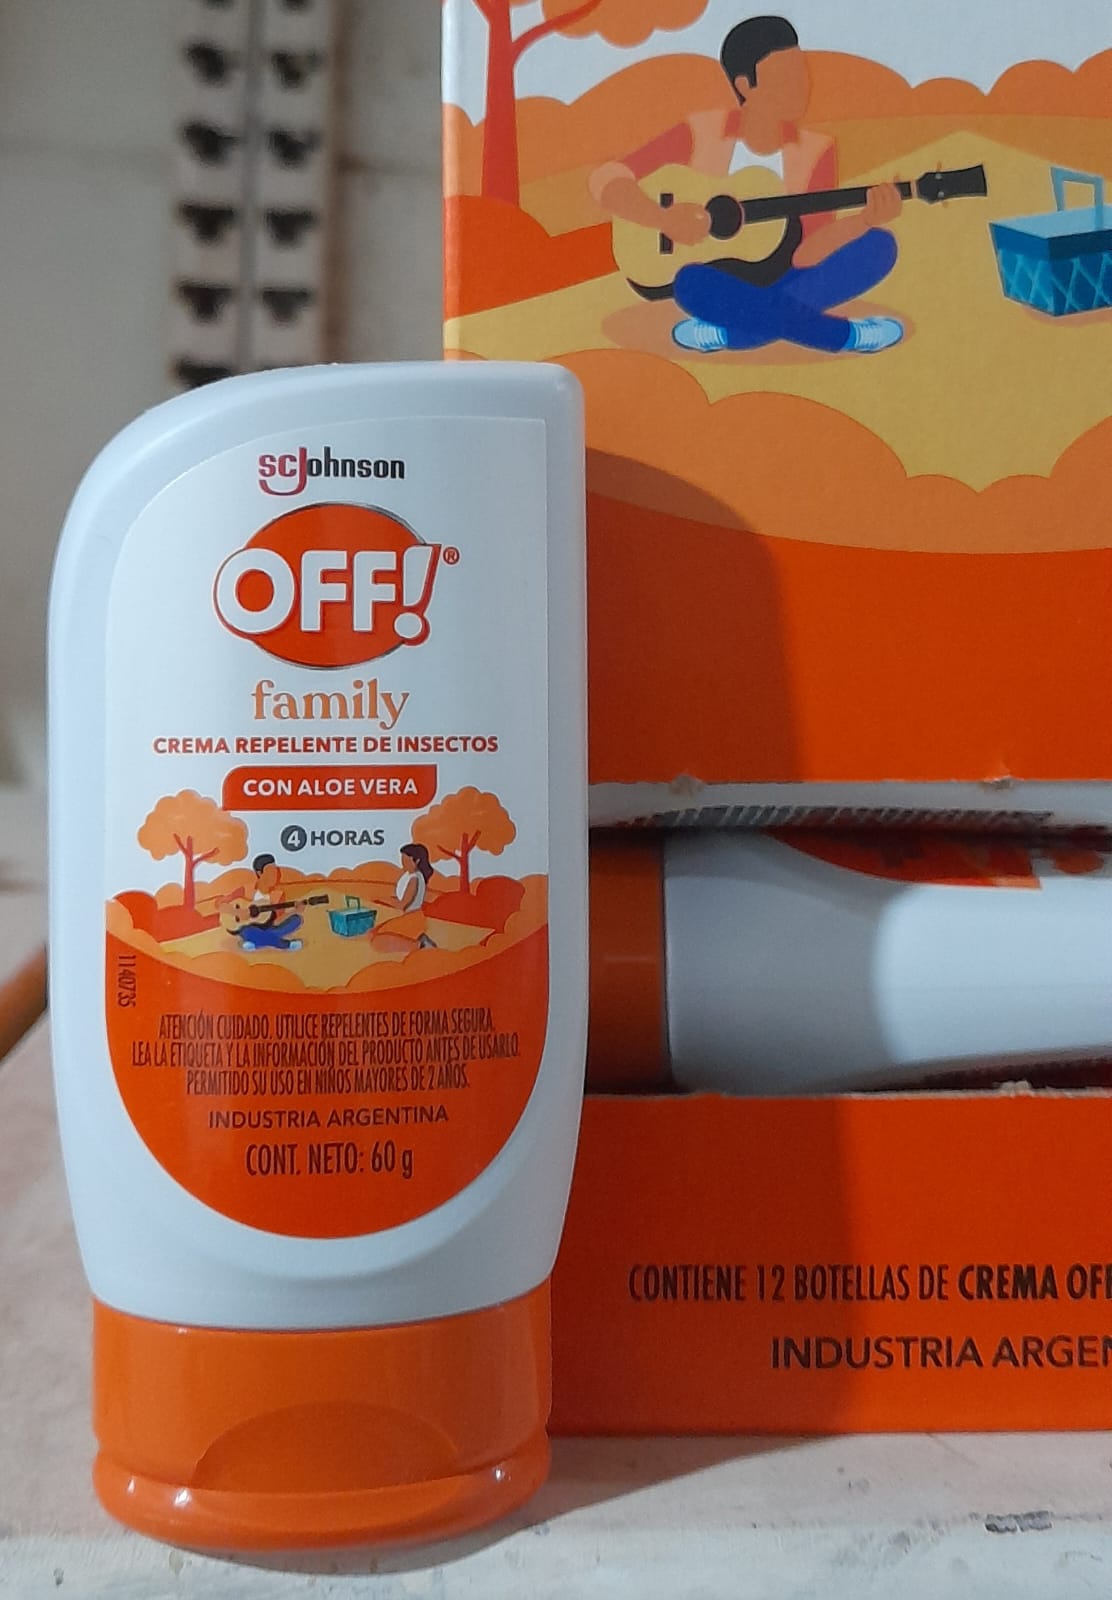 SCJohnson
OFF!®
family
CREMA REPELENTE DE INSECTOS
CON ALOE VERA
4 HORAS
1140735
ATENCIÓN CUIDADO. UTILICE REPELENTES DE FORMA SEGURA.
LEA LA ETIQUETA Y LA INFORMACIÓN DEL PRODUCTO ANTES DE USARLO.
PERMITIDO SU USO EN NIÑOS MAYORES DE 2 AÑOS.
INDUSTRIA ARGENTINA
CONT. NETO: 60 g
CONTIENE 12 BOTELLAS DE CREMA OF
INDUSTRIA ARGEN